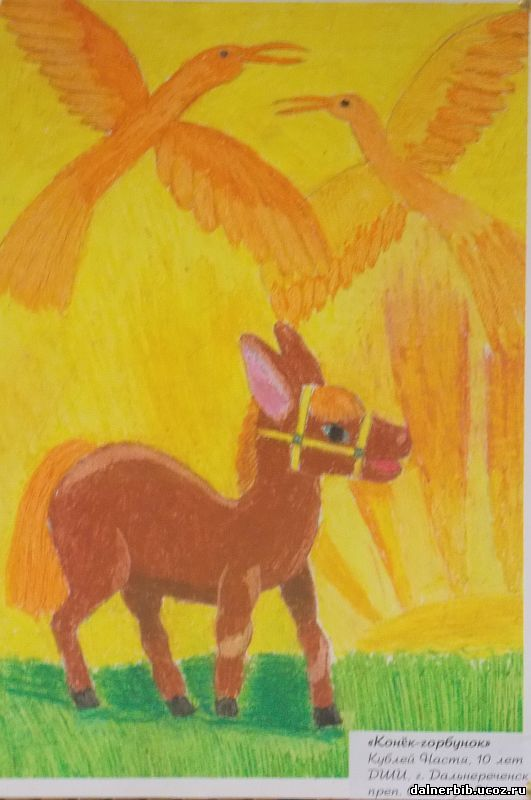 «Конёк-горбунок»
Кублей Настя, 10 лет
ДШИ, г. Дальнереченск
преп.
dalnerbib.ucoz.ru